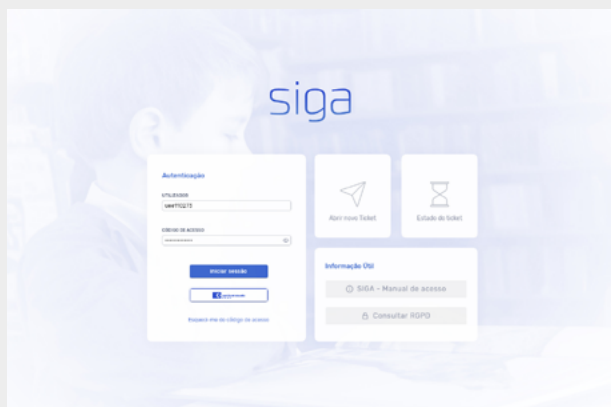 siga
Autenticação
UTILIZADOR
CÓDIGO DE ACESSO
Iniciar sessão
Esqueci-me do código de acesso
Abrir novo Ticket
Estado do ticket
Informação Útil
SIGA - Manual de acesso
Consultar RGPD